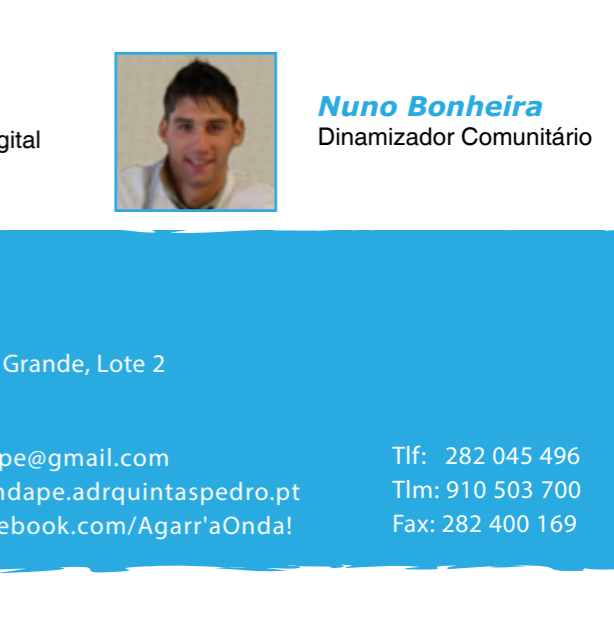 Nuno Bonheira
gital
Dinamizador Comunitário
Grande, Lote 2
pe@gmail.com
ndape.adrquintaspedro.pt
ebook.com/Agarr'aOnda!
Tlf: 282 045 496
Tlm: 910 503 700
Fax: 282 400 169